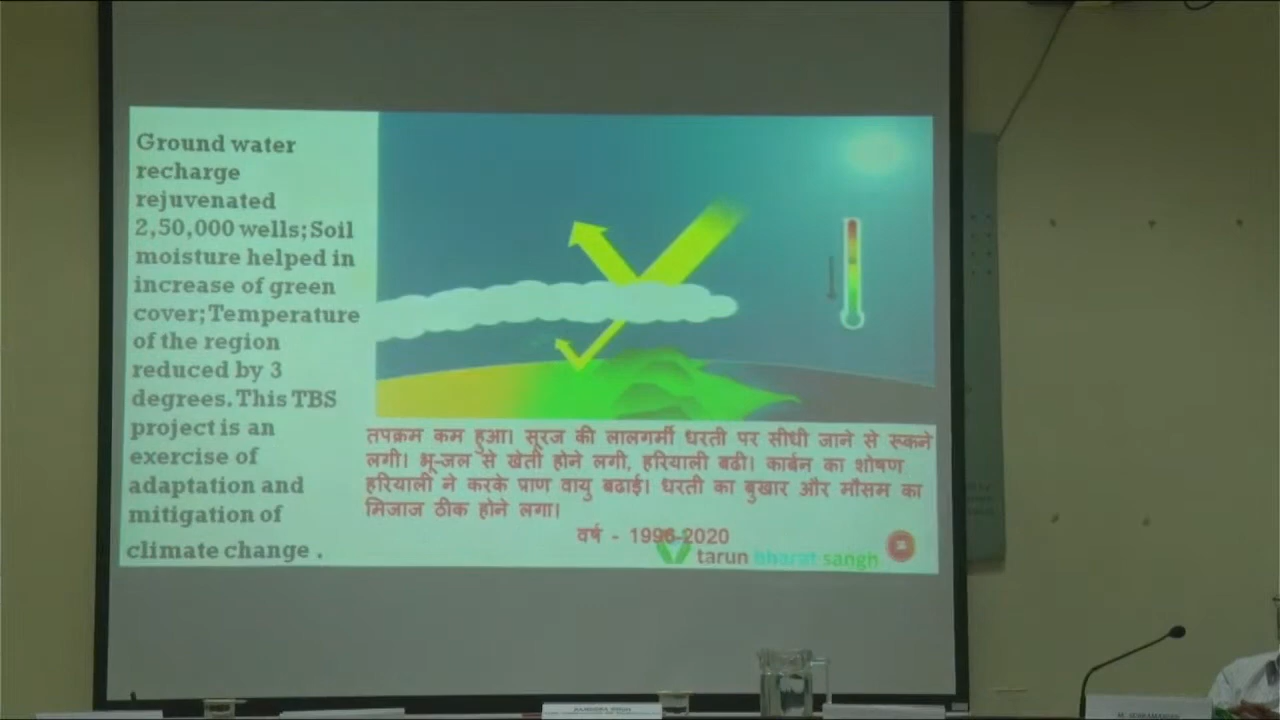 Ground water
recharge
rejuvenated
2,50,000 wells;Soil
moisture helped in
increase of green
cover;Temperature
of the region
reduced by 3
degrees.This TBS
project is an
exercise of
adaptation and
mitigation of
climate change .
तपक्रम कम हुआ। सूरज की लालगर्मी धरती पर सीधी जाने से रूकने
लगी। भू-जल से खेती होने लगी, हरियाली बढी। कार्बन का शोषण
हरियाली ने करके प्राण वायु बढाई। धरती का बुखार और मौसम का
मिजाज ठीक होने लगा।
वर्ष - 1996-2020
tarun bharat sangh